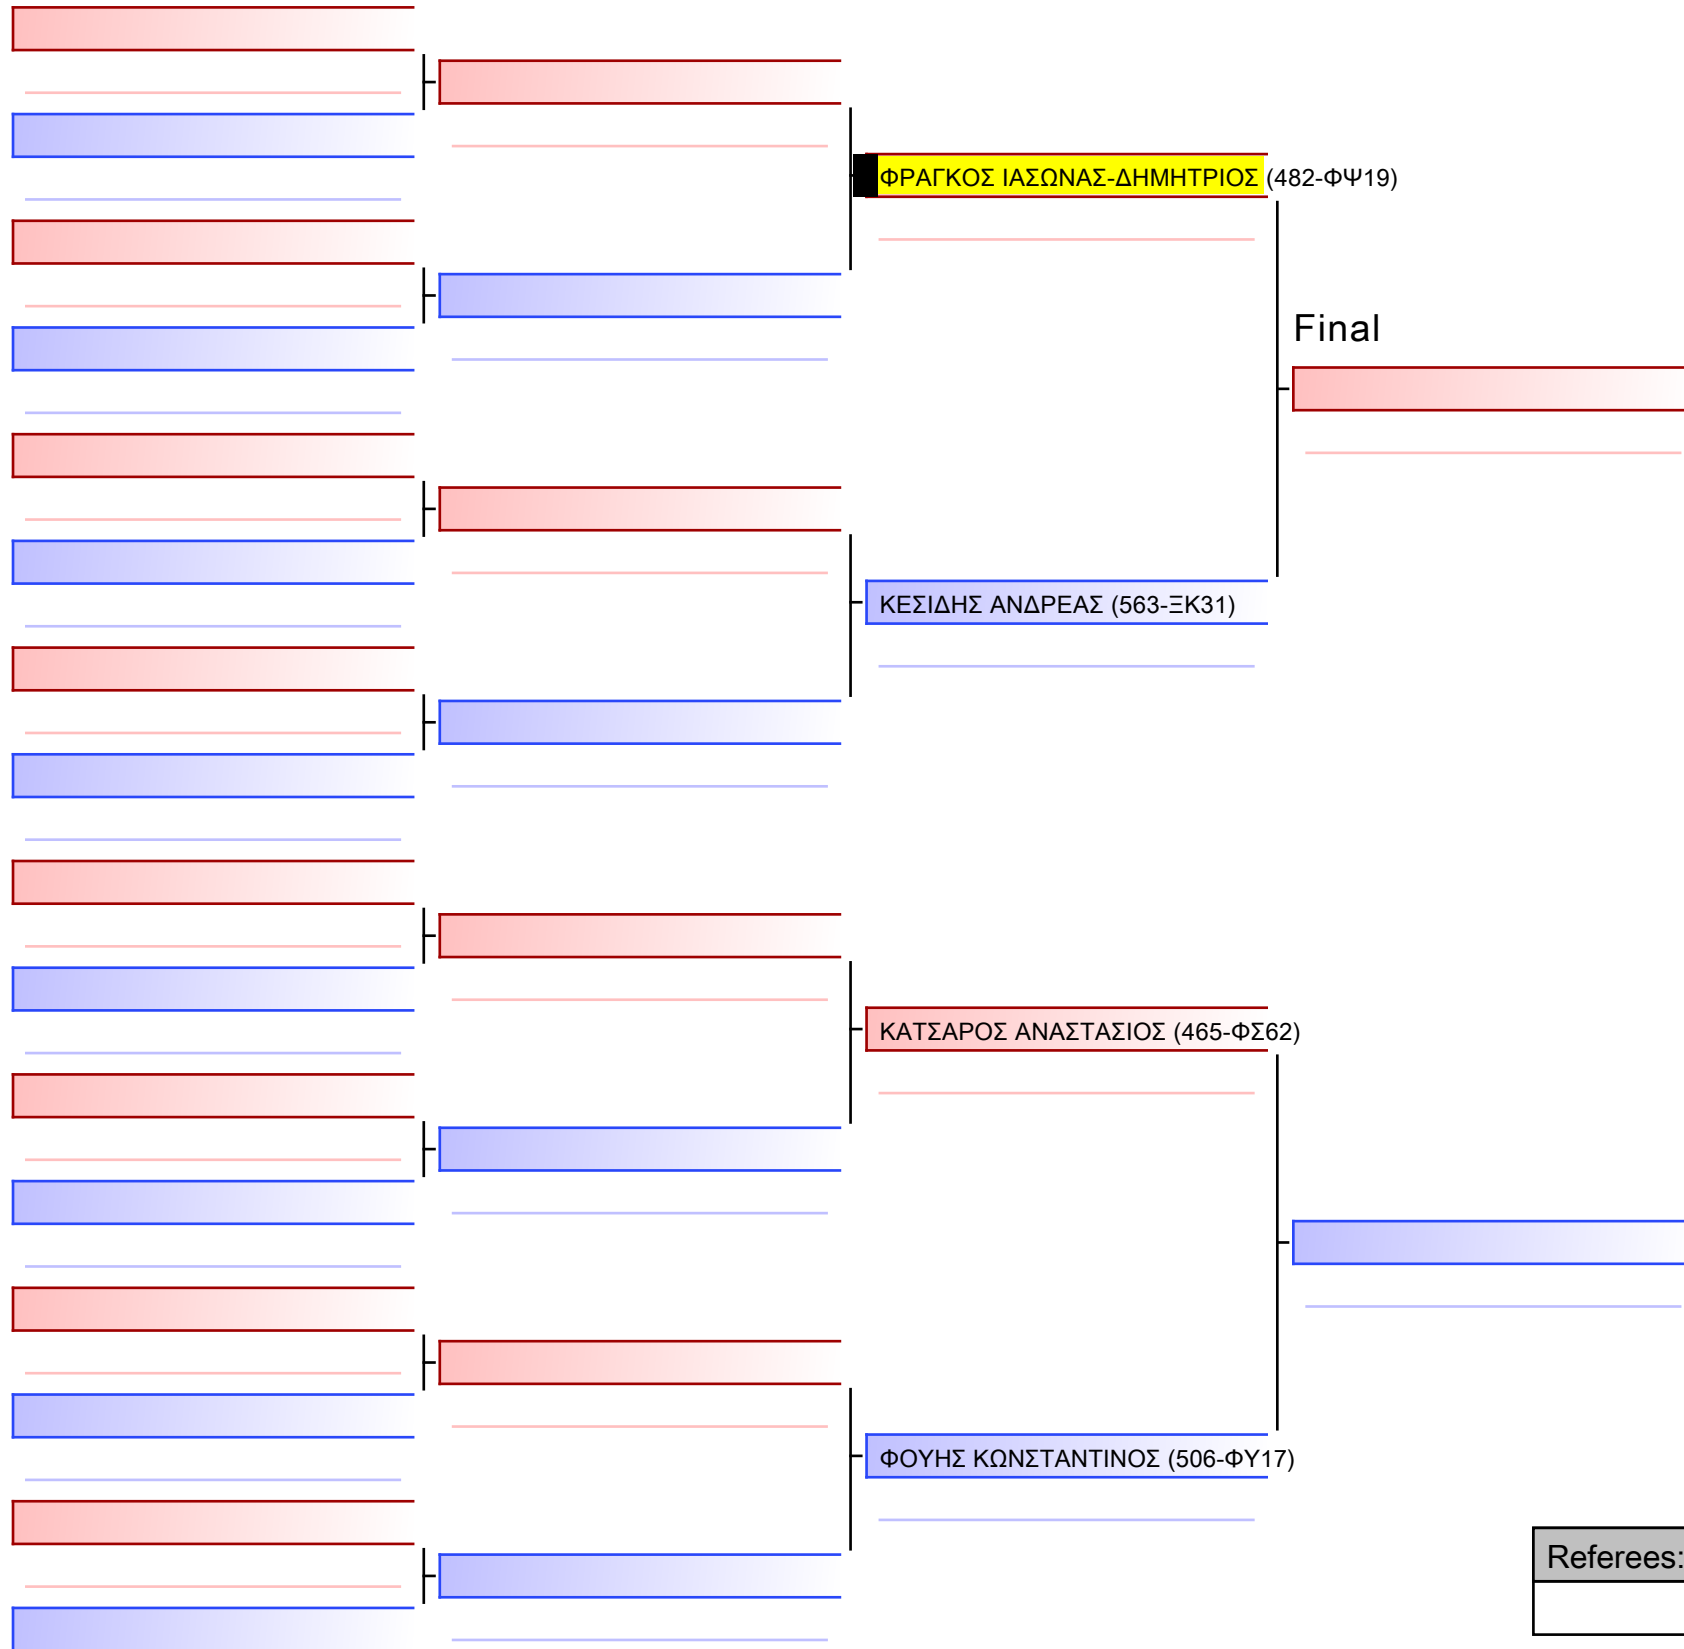 ΦΡΑΓΚΟΣ ΙΑΣΩΝΑΣ-ΔΗΜΗΤΡΙΟΣ (482-ΦΨ19)
Final
ΚΕΣΙΔΗΣ ΑΝΔΡΕΑΣ (563-ΞΚ31)
ΚΑΤΣΑΡΟΣ ΑΝΑΣΤΑΣΙΟΣ (465-ΦΣ62)
ΦΟΥΗΣ ΚΩΝΣΤΑΝΤΙΝΟΣ (506-ΦΥ17)
Referees: